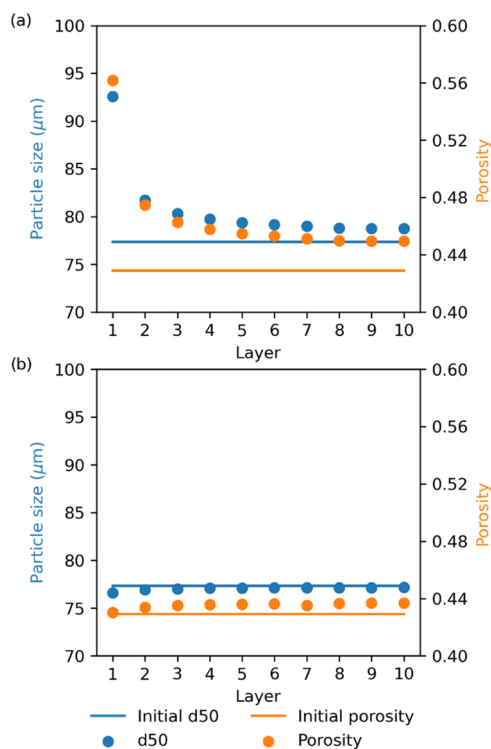 (a)
100
95
90
85
80
75
70
Particle size (μm)
0.60
0.56
0.52
0.48
0.44
0.40
Porosity
1 2 3 4 5 6 7 8 9 10
Layer
(b)
100
95
90
85
80
75
70
Particle size (μm)
0.60
0.56
0.52
0.48
0.44
0.40
Porosity
1 2 3 4 5 6 7 8 9 10
Layer
Initial d50 Initial porosity
d50 Porosity